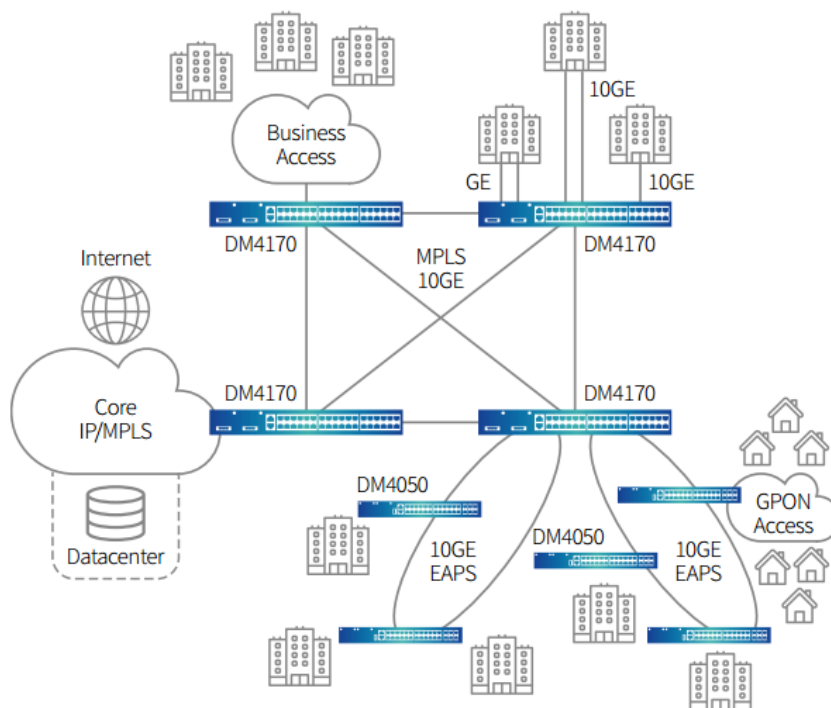 10GE
Business
Access
GE
10GE
DM4170
DM4170
MPLS
10GE
Internet
DM4170
DM4170
Core
IP/MPLS
DM4050
GPON
Access
Datacenter
10GE
EAPS
DM4050
10GE
EAPS